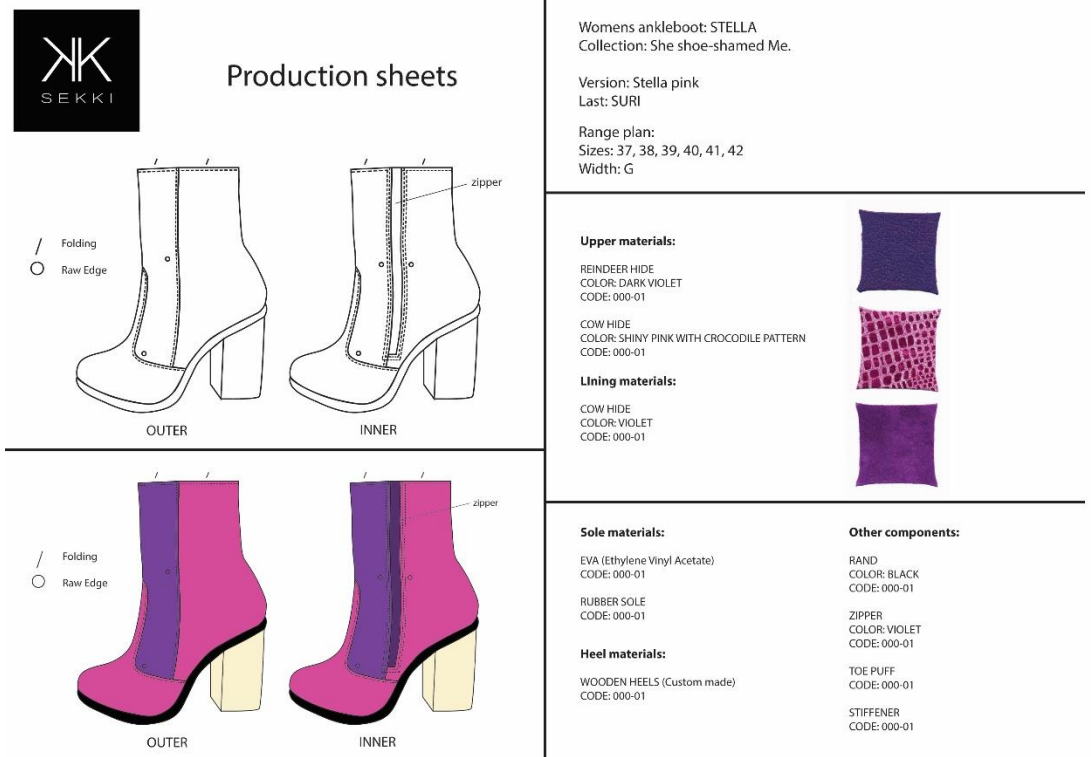 SEKKI
Production sheets
zipper
Folding
Raw Edge
OUTER
INNER
zipper
Folding
Raw Edge
OUTER
INNER
Womens ankleboot: STELLA
Collection: She shoe-shamed Me.
Version: Stella pink
Last: SURI
Range plan:
Sizes: 37, 38, 39, 40, 41, 42
Width: G
Upper materials:
REINDEER HIDE
COLOR: DARK VIOLET
CODE: 000-01
COW HIDE
COLOR: SHINY PINK WITH CROCODILE PATTERN
CODE: 000-01
LIning materials:
COW HIDE
COLOR: VIOLET
CODE: 000-01
Sole materials:
EVA (Ethylene Vinyl Acetate)
CODE: 000-01
RUBBER SOLE
CODE: 000-01
Heel materials:
WOODEN HEELS (Custom made)
CODE: 000-01
Other components:
RAND
COLOR: BLACK
CODE: 000-01
ZIPPER
COLOR: VIOLET
CODE: 000-01
TOE PUFF
CODE: 000-01
STIFFENER
CODE: 000-01